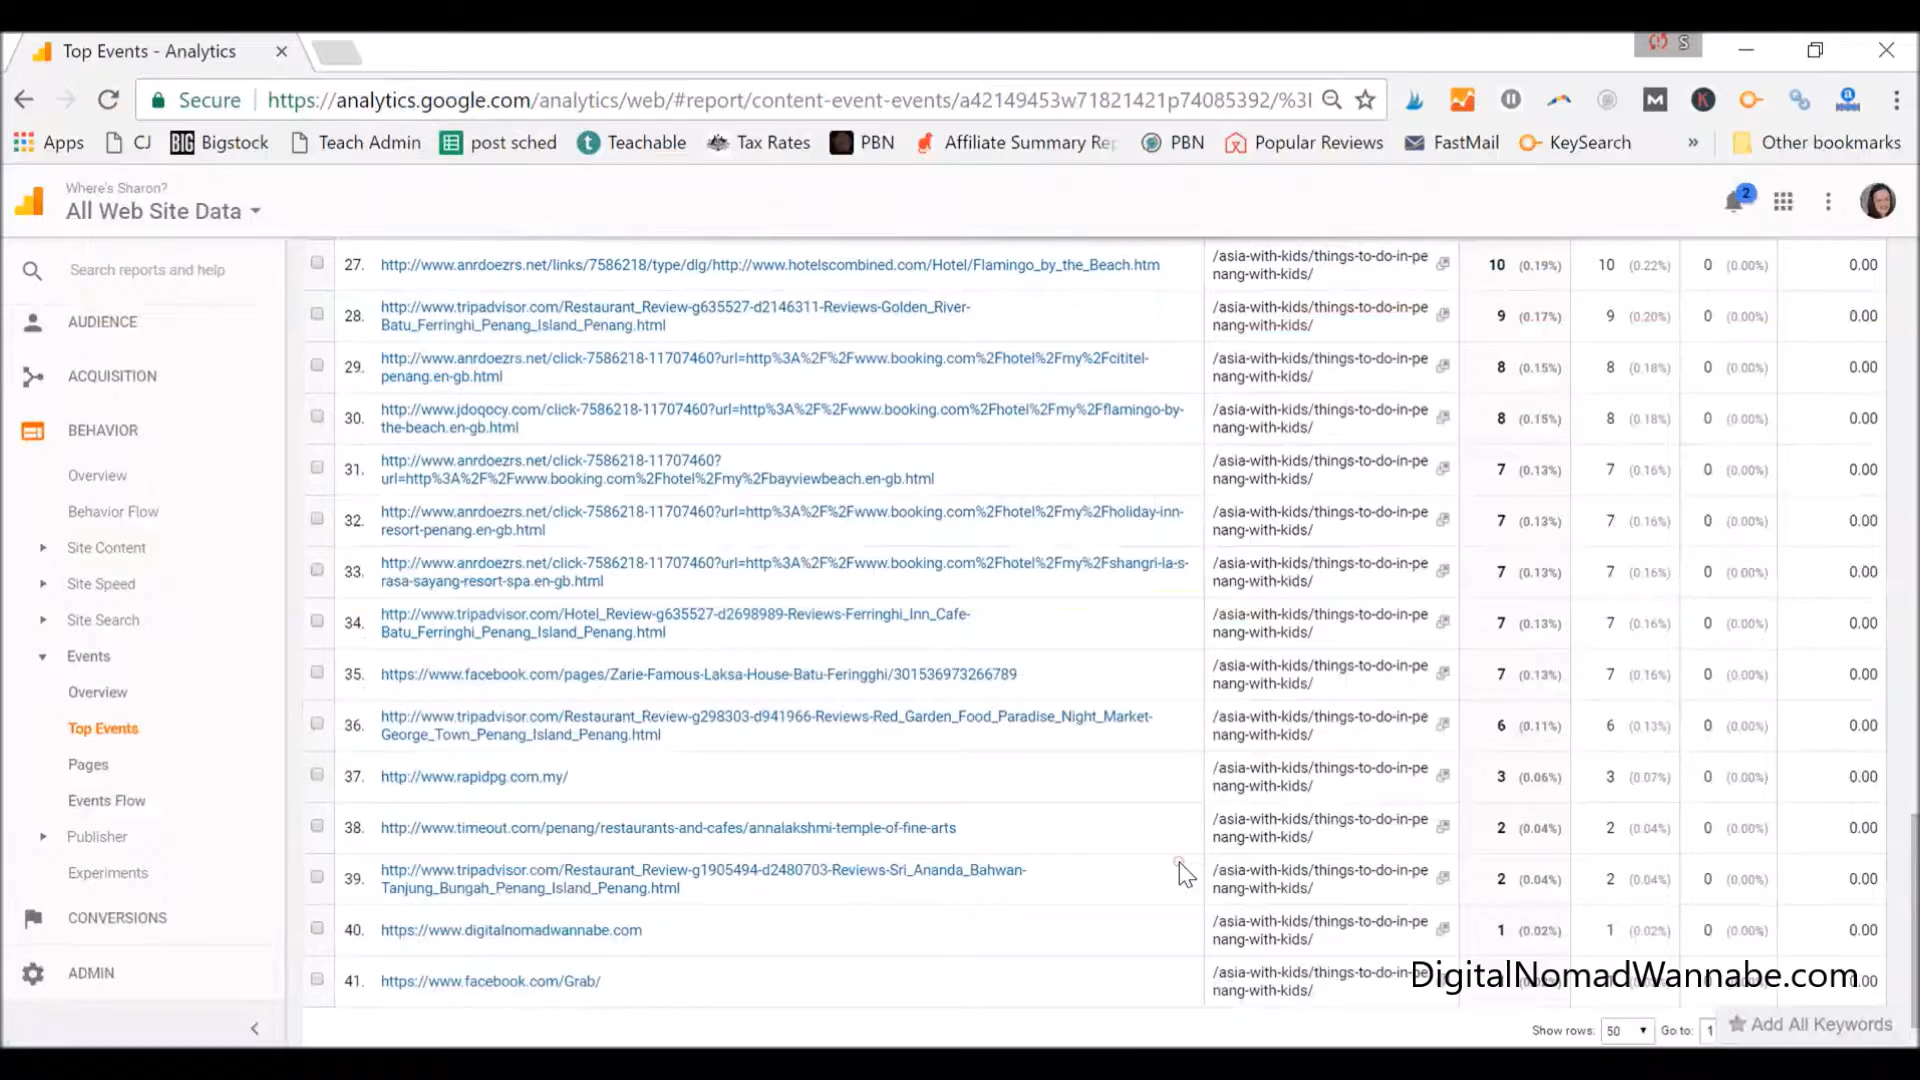 Top Events - Analytics
S
Secure https://analytics.google.com/analytics/web/#report/content-event-events/a42149453w71821421p74085392/%3I
Apps CJ BIG Bigstock Teach Admin post sched t Teachable Tax Rates PBN Affiliate Summary Rep PBN Popular Reviews FastMail KeySearch » Other bookmarks
Where's Sharon?
All Web Site Data
2
Search reports and help
AUDIENCE
ACQUISITION
BEHAVIOR
Overview
Behavior Flow
Site Content
Site Speed
Site Search
Events
Overview
Top Events
Pages
Events Flow
Publisher
Experiments
CONVERSIONS
ADMIN
27. http://www.anrdoezrs.net/links/7586218/type/dlg/http://www.hotelscombined.com/Hotel/Flamingo_by_the_Beach.htm
/asia-with-kids/things-to-do-in-pe
nang-with-kids/
10 (0.19%) 10 (0.22%) 0 (0.00%) 0.00
28. http://www.tripadvisor.com/Restaurant_Review-g635527-d2146311-Reviews-Golden_River-
Batu_Ferringhi_Penang_Island_Penang.html
/asia-with-kids/things-to-do-in-pe
nang-with-kids/
9 (0.17%) 9 (0.20%) 0 (0.00%) 0.00
29. http://www.anrdoezrs.net/click-7586218-11707460?url=http%3A%2F%2Fwww.booking.com%2Fhotel%2Fmy%2Fcititel-
penang.en-gb.html
/asia-with-kids/things-to-do-in-pe
nang-with-kids/
8 (0.15%) 8 (0.18%) 0 (0.00%) 0.00
30. http://www.jdoqocy.com/click-7586218-11707460?url=http%3A%2F%2Fwww.booking.com%2Fhotel%2Fmy%2Fflamingo-by-
the-beach.en-gb.html
/asia-with-kids/things-to-do-in-pe
nang-with-kids/
8 (0.15%) 8 (0.18%) 0 (0.00%) 0.00
31. http://www.anrdoezrs.net/click-7586218-11707460?
url=http%3A%2F%2Fwww.booking.com%2Fhotel%2Fmy%2Fbayviewbeach.en-gb.html
/asia-with-kids/things-to-do-in-pe
nang-with-kids/
7 (0.13%) 7 (0.16%) 0 (0.00%) 0.00
32. http://www.anrdoezrs.net/click-7586218-11707460?url=http%3A%2F%2Fwww.booking.com%2Fhotel%2Fmy%2Fholiday-inn-
resort-penang.en-gb.html
/asia-with-kids/things-to-do-in-pe
nang-with-kids/
7 (0.13%) 7 (0.16%) 0 (0.00%) 0.00
33. http://www.anrdoezrs.net/click-7586218-11707460?url=http%3A%2F%2Fwww.booking.com%2Fhotel%2Fmy%2Fshangri-la-s-
rasa-sayang-resort-spa.en-gb.html
/asia-with-kids/things-to-do-in-pe
nang-with-kids/
7 (0.13%) 7 (0.16%) 0 (0.00%) 0.00
34. http://www.tripadvisor.com/Hotel_Review-g635527-d2698989-Reviews-Ferringhi_Inn_Cafe-
Batu_Ferringhi_Penang_Island_Penang.html
/asia-with-kids/things-to-do-in-pe
nang-with-kids/
7 (0.13%) 7 (0.16%) 0 (0.00%) 0.00
35. https://www.facebook.com/pages/Zarie-Famous-Laksa-House-Batu-Feringghi/301536973266789
/asia-with-kids/things-to-do-in-pe
nang-with-kids/
7 (0.13%) 7 (0.16%) 0 (0.00%) 0.00
36. http://www.tripadvisor.com/Restaurant_Review-g298303-d941966-Reviews-Red_Garden_Food_Paradise_Night_Market-
George_Town_Penang_Island_Penang.html
/asia-with-kids/things-to-do-in-pe
nang-with-kids/
6 (0.11%) 6 (0.13%) 0 (0.00%) 0.00
37. http://www.rapidpg.com.my/
/asia-with-kids/things-to-do-in-pe
nang-with-kids/
3 (0.06%) 3 (0.07%) 0 (0.00%) 0.00
38. http://www.timeout.com/penang/restaurants-and-cafes/annalakshmi-temple-of-fine-arts
/asia-with-kids/things-to-do-in-pe
nang-with-kids/
2 (0.04%) 2 (0.04%) 0 (0.00%) 0.00
39. http://www.tripadvisor.com/Restaurant_Review-g1905494-d2480703-Reviews-Sri_Ananda_Bahwan-
Tanjung_Bungah_Penang_Island_Penang.html
/asia-with-kids/things-to-do-in-pe
nang-with-kids/
2 (0.04%) 2 (0.04%) 0 (0.00%) 0.00
40. https://www.digitalnomadwannabe.com
/asia-with-kids/things-to-do-in-pe
nang-with-kids/
1 (0.02%) 1 (0.02%) 0 (0.00%) 0.00
41. https://www.facebook.com/Grab/
/asia-with-kids/things-to-do-in-pe
nang-with-kids/
0.00
DigitalNomadWannabe.com
Show rows: 50 Go to: 1
Add All Keywords